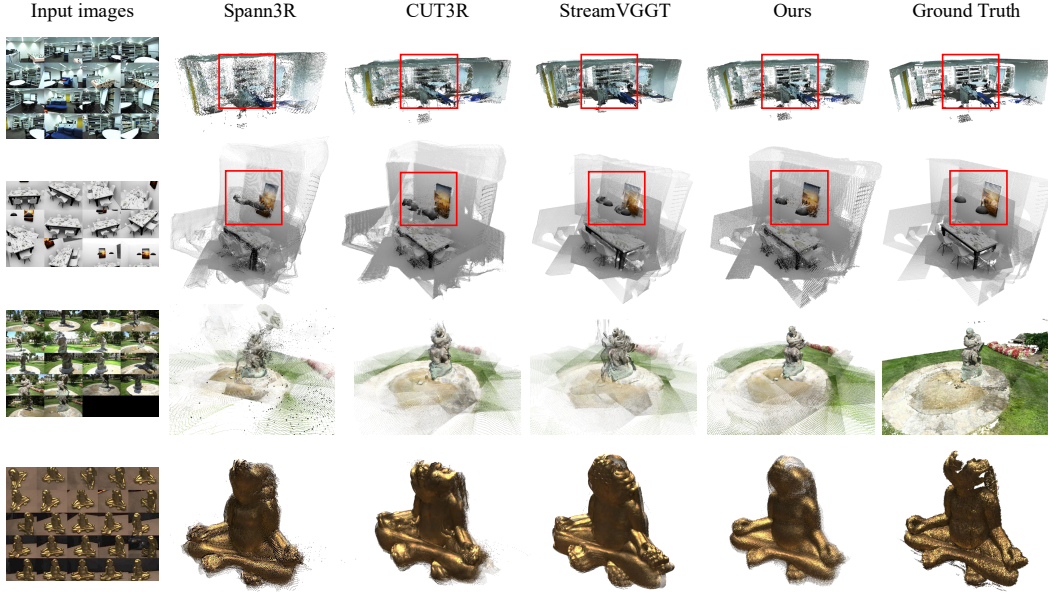 Input images
Spann3R
CUT3R
StreamVGGT
Ours
Ground Truth